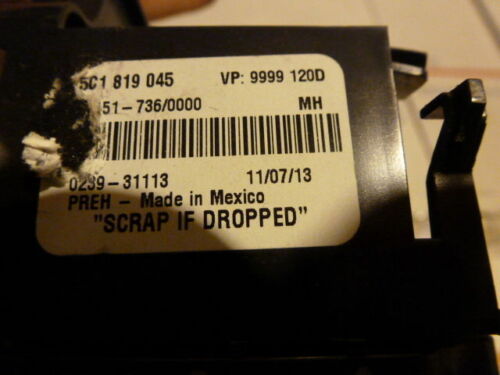 5C1 819 045 VP: 9999 120D
51-736/0000 MH
0239-31113 11/07/13
PREH - Made in Mexico
"SCRAP IF DROPPED"